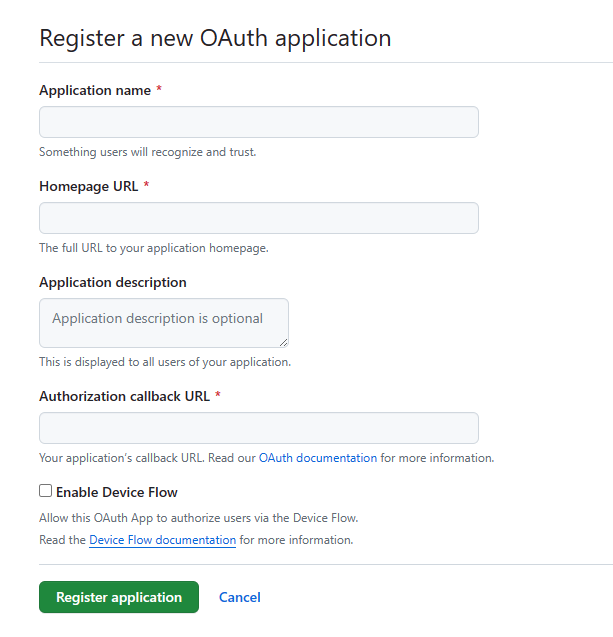 Register a new OAuth application
Application name *
Something users will recognize and trust.
Homepage URL *
The full URL to your application homepage.
Application description
Application description is optional
This is displayed to all users of your application.
Authorization callback URL *
Your application's callback URL. Read our OAuth documentation for more information.
Enable Device Flow
Allow this OAuth App to authorize users via the Device Flow.
Read the Device Flow documentation for more information.
Register application Cancel